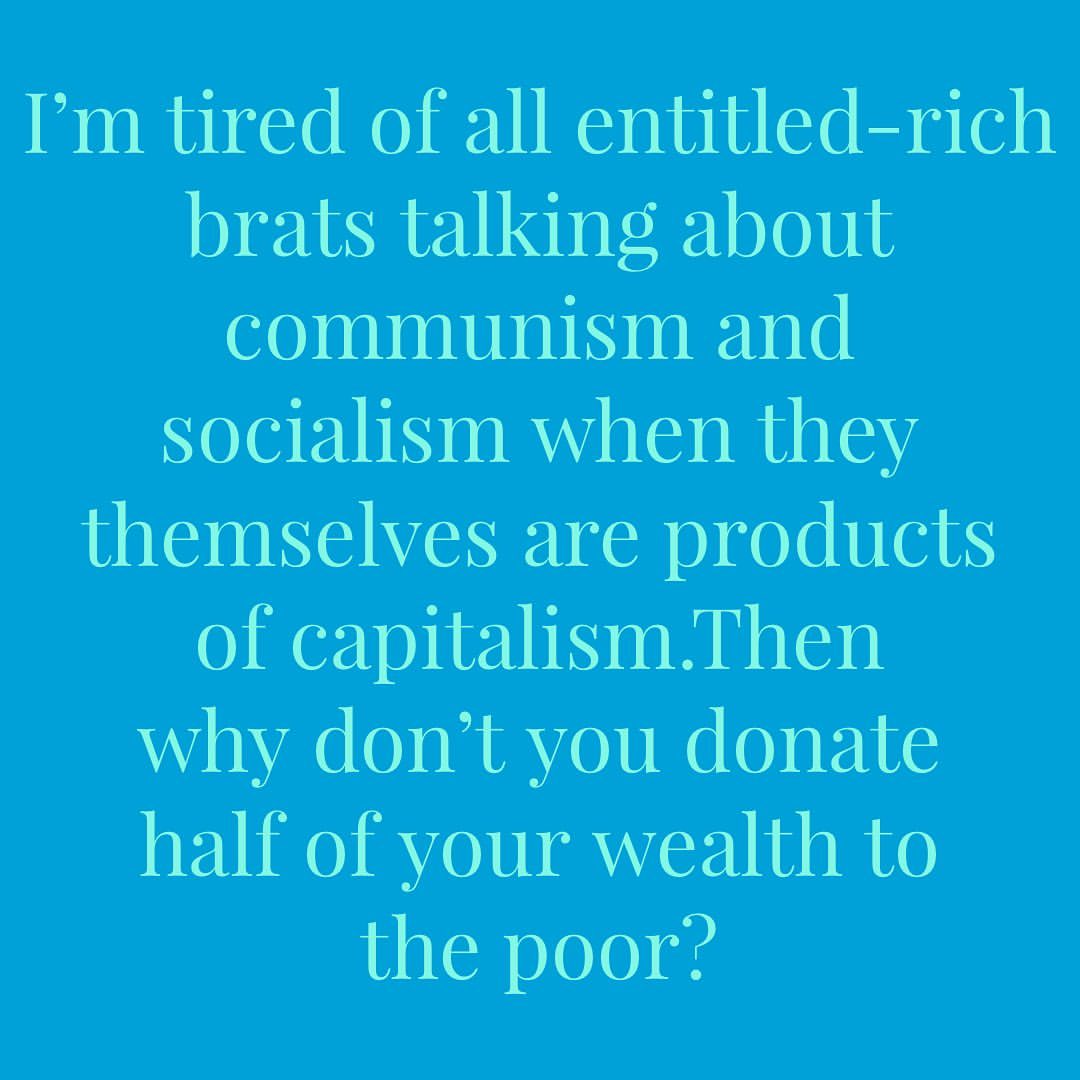 I’m tired of all entitled-rich
brats talking about
communism and
socialism when they
themselves are products
of capitalism.Then
why don’t you donate
half of your wealth to
the poor?